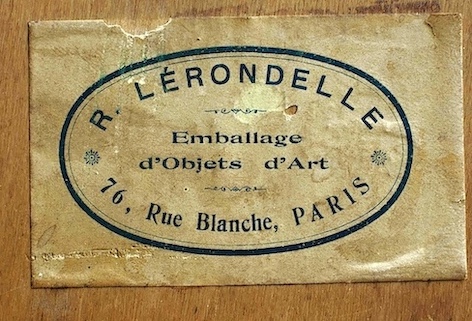 R. LÉRONDELLE
Emballage
d'Objets d'Art
76, Rue Blanche, PARIS